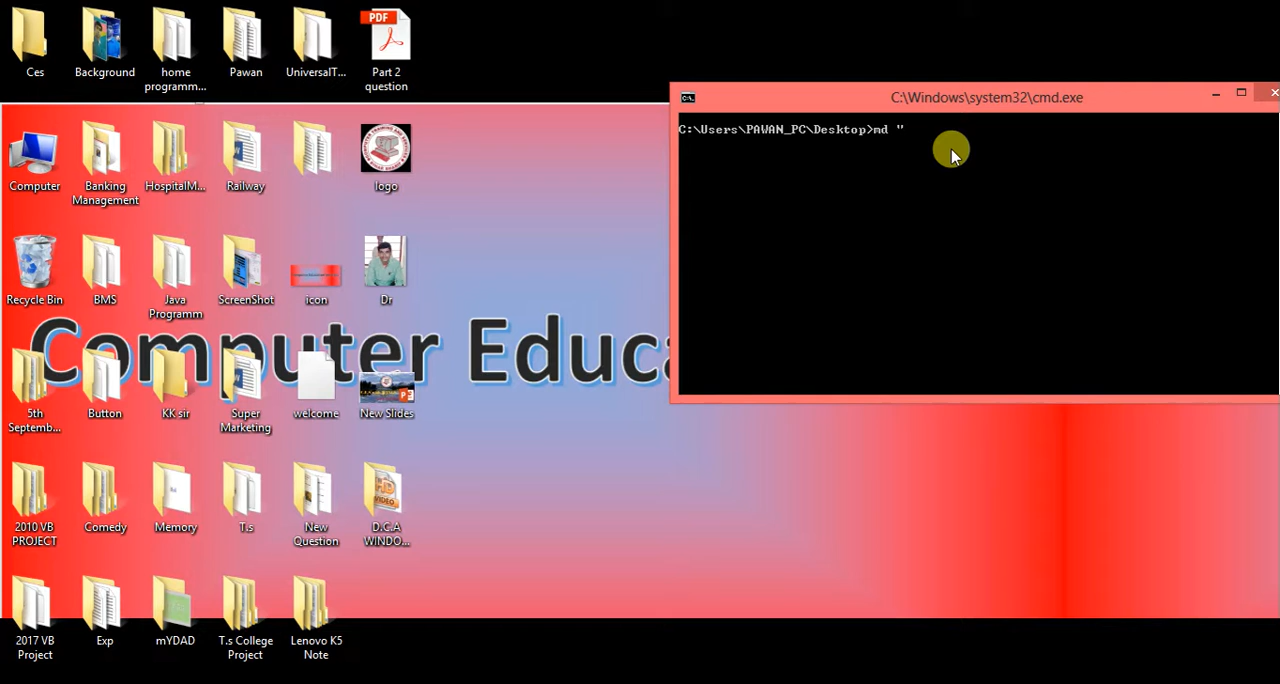 Ces
Background
home
programm...
Pawan
UniversalT...
PDF
Part 2
question
C:\Windows\system32\cmd.exe
C:\Users\PAWAN_PC\Desktop>md "
Computer
Banking
Management
HospitalM...
Railway
logo
Recycle Bin
BMS
Java
Programm
ScreenShot
icon
Dr
Computer Educa
5th
Septemb...
Button
KK sir
Super
Marketing
welcome
New Slides
2010 VB
PROJECT
Comedy
Memory
T.s
New
Question
D.C.A
WINDO...
2017 VB
Project
Exp
mYDAD
T.s College
Project
Lenovo K5
Note